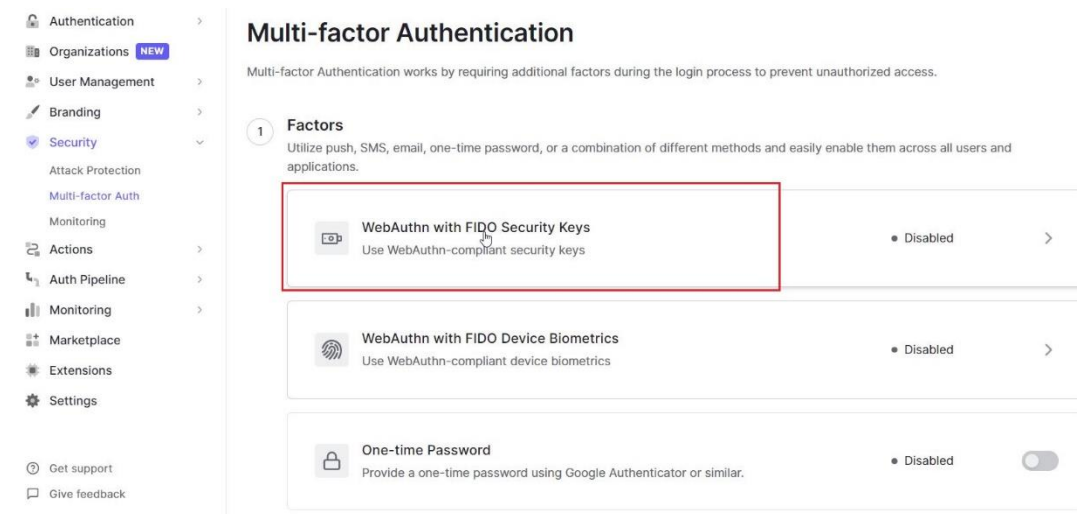 Authentication
Organizations NEW
User Management
Branding
Security
Attack Protection
Multi-factor Auth
Monitoring
Actions
Auth Pipeline
Monitoring
Marketplace
Extensions
Settings
Get support
Give feedback
Multi-factor Authentication
Multi-factor Authentication works by requiring additional factors during the login process to prevent unauthorized access.
1 Factors
Utilize push, SMS, email, one-time password, or a combination of different methods and easily enable them across all users and
applications.
WebAuthn with FIDO Security Keys
Use WebAuthn-compliant security keys
Disabled
WebAuthn with FIDO Device Biometrics
Use WebAuthn-compliant device biometrics
Disabled
One-time Password
Provide a one-time password using Google Authenticator or similar.
Disabled